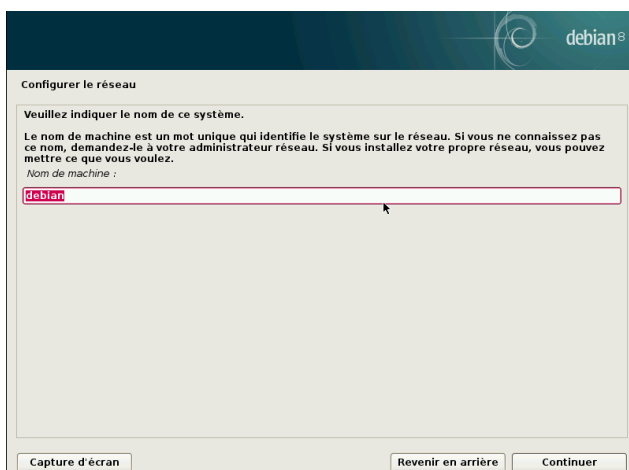 debian 8
Configurer le réseau
Veuillez indiquer le nom de ce système.
Le nom de machine est un mot unique qui identifie le système sur le réseau. Si vous ne connaissez pas
ce nom, demandez-le à votre administrateur réseau. Si vous installez votre propre réseau, vous pouvez
mettre ce que vous voulez.
Nom de machine :
debian
Capture d'écran
Revenir en arrière
Continuer